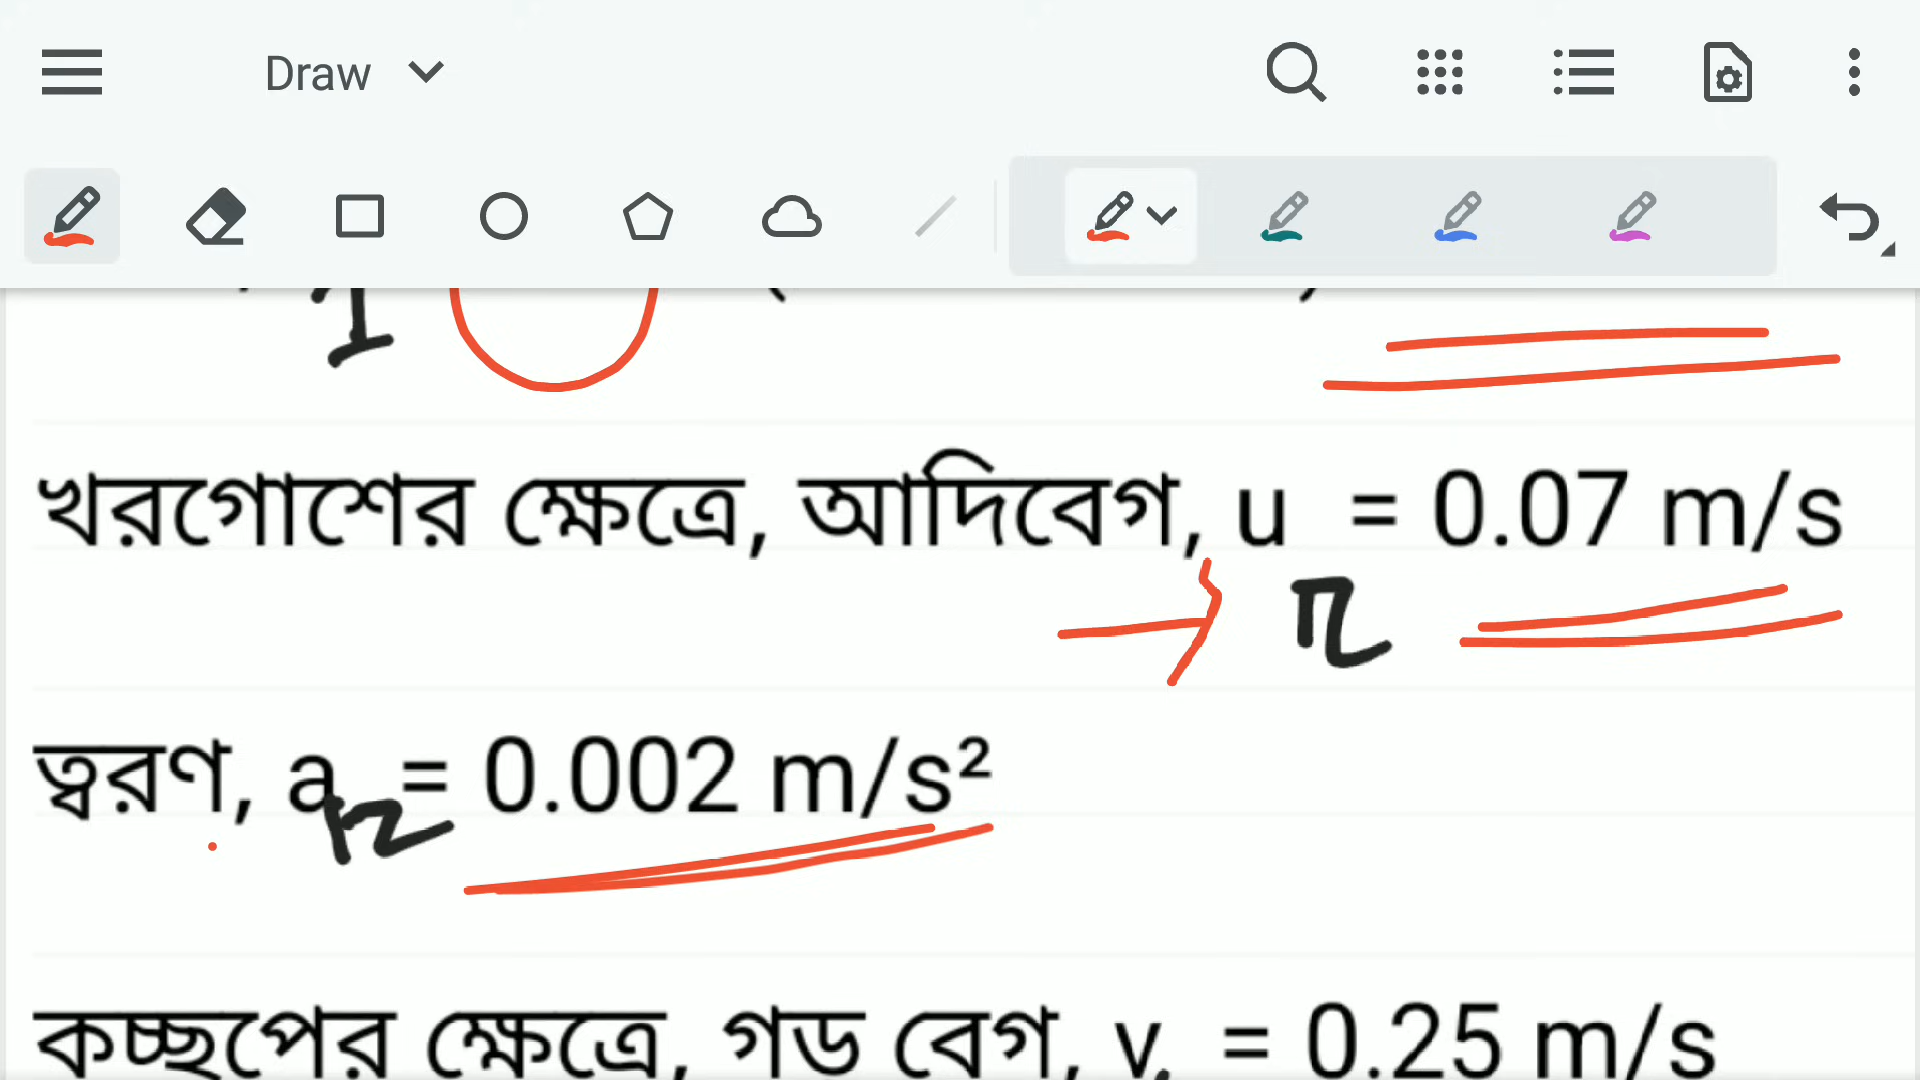 Draw
খরগোশের ক্ষেত্রে, আদিবেগ, u = 0.07 m/s
ত্বরণ, a = 0.002 m/s²
কচ্ছপের ক্ষেত্রে, গড বেগ, v = 0.25 m/s